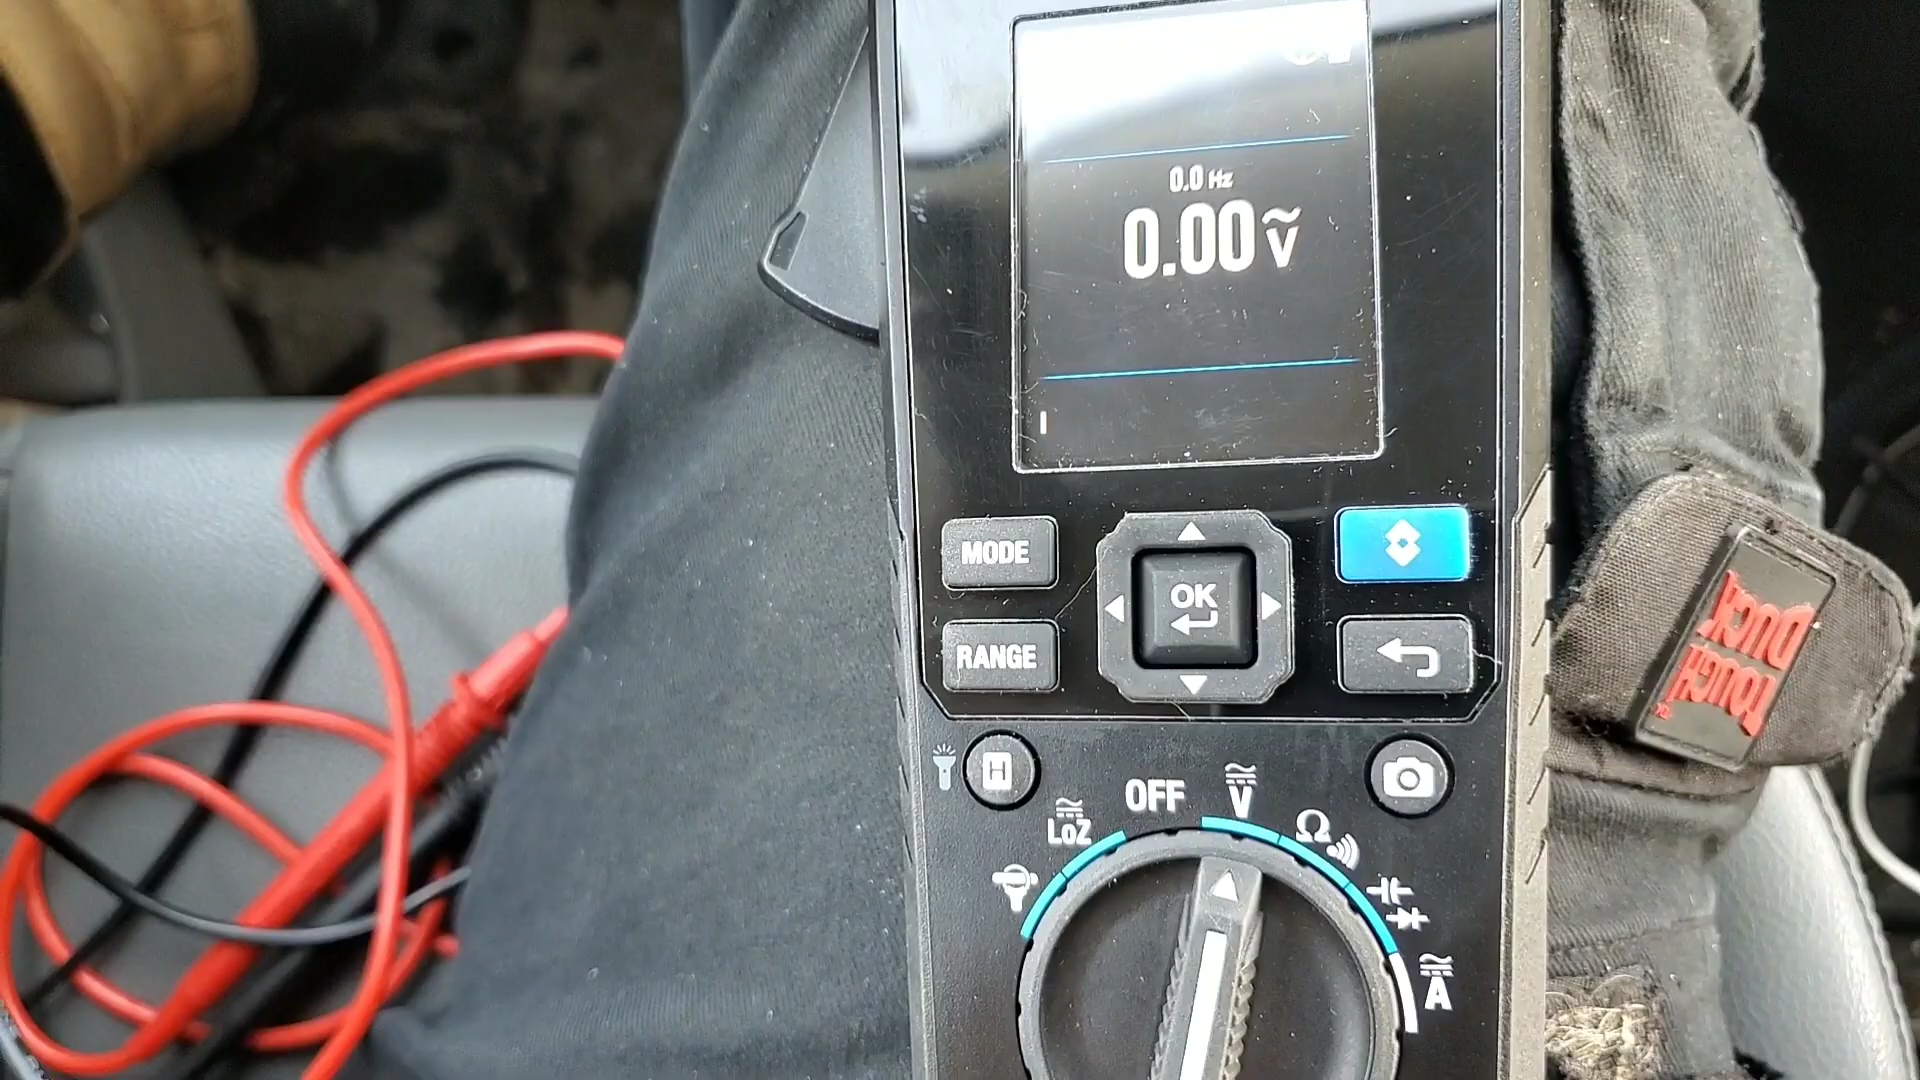 0.0 Hz
0.00 V
MODE
OK
RANGE
H
OFF
V
LoZ
Ω
A
TOUGH
DUCK